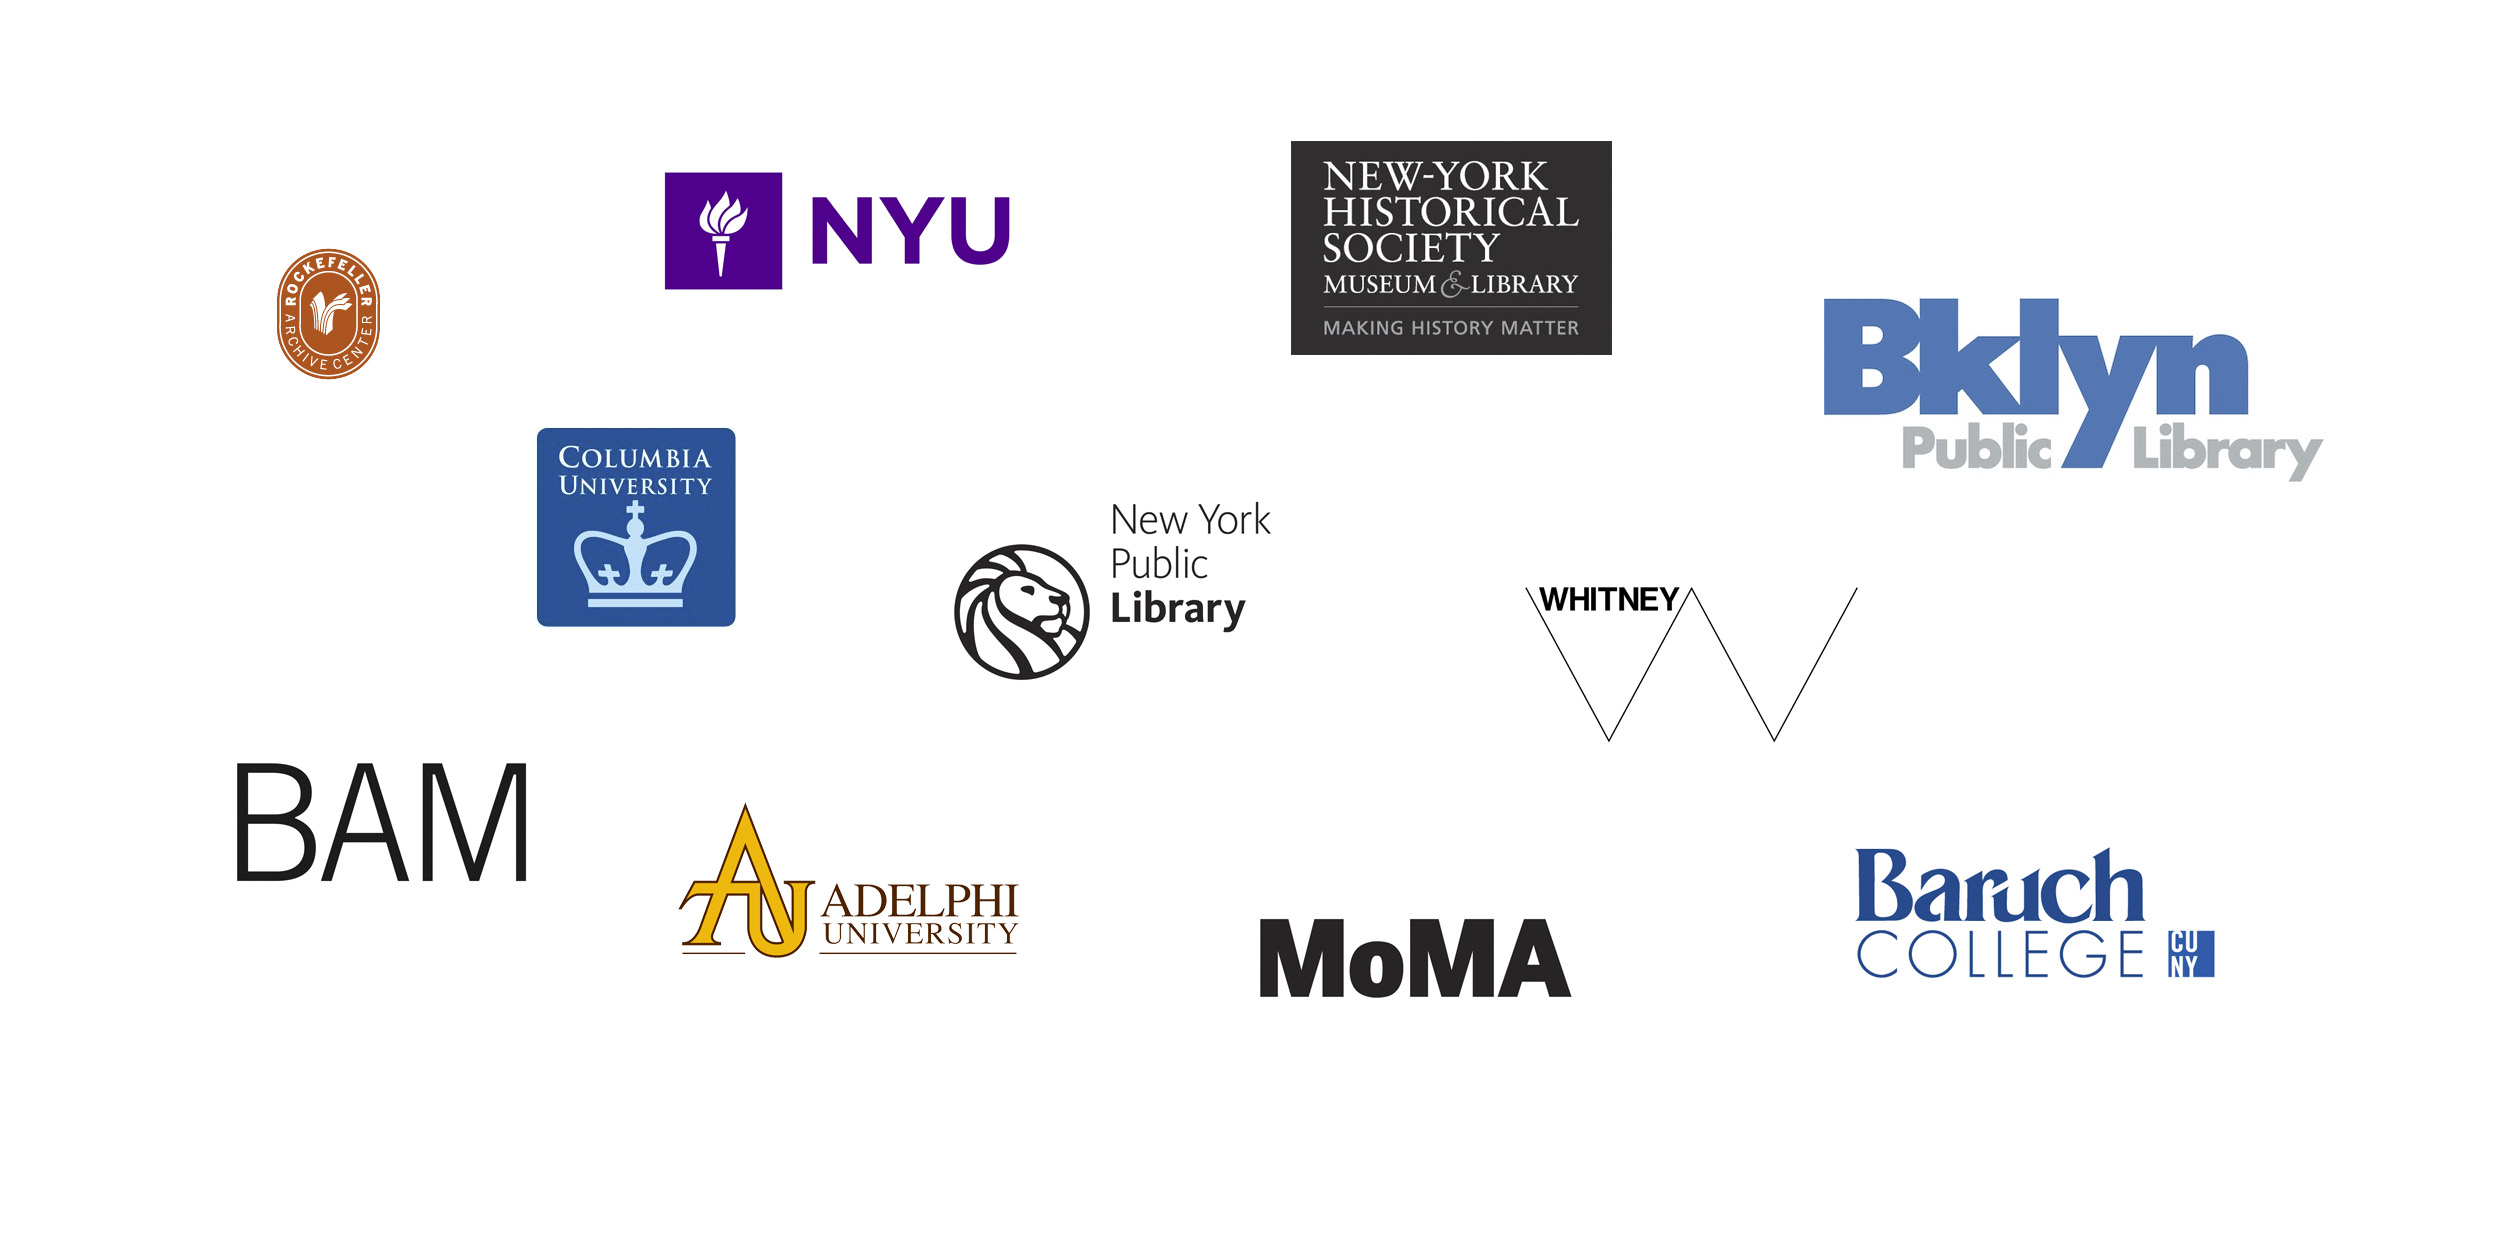 NYU
NEW-YORK
HISTORICAL
SOCIETY
MUSEUM & LIBRARY
MAKING HISTORY MATTER
ROCKEFELLER
ARCHIVE CENTER
Bklyn
Public Library
COLUMBIA
UNIVERSITY
New York
Public
Library
WHITNEY
BAM
AU
ADELPHI
UNIVERSITY
MoMA
Baruch
COLLEGE
CU
NY